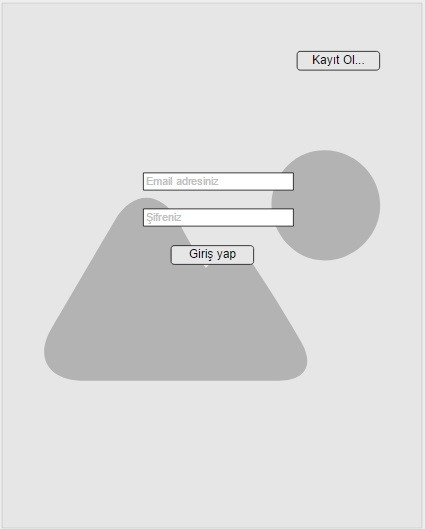 Kayıt Ol...
Email adresiniz
Şifreniz
Giriş yap